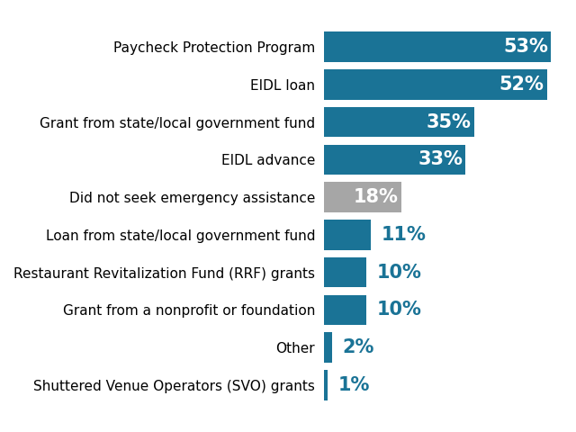 Paycheck Protection Program 53%
EIDL loan 52%
Grant from state/local government fund 35%
EIDL advance 33%
Did not seek emergency assistance 18%
Loan from state/local government fund 11%
Restaurant Revitalization Fund (RRF) grants 10%
Grant from a nonprofit or foundation 10%
Other 2%
Shuttered Venue Operators (SVO) grants 1%